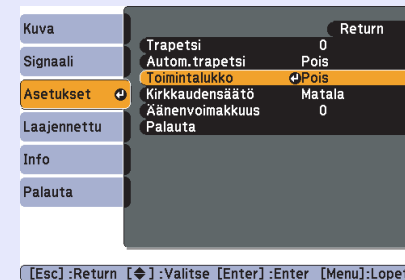 Kuva
Signaali
Asetukset
Laajennettu
Info
Palauta
Return
Trapetsi 0
Autom.trapetsi Pois
Toimintalukko Pois
Kirkkaudensäätö Matala
Äänenvoimakkuus 0
Palauta
[Esc] :Return [◆] :Valitse [Enter] :Enter [Menu]:Lopet